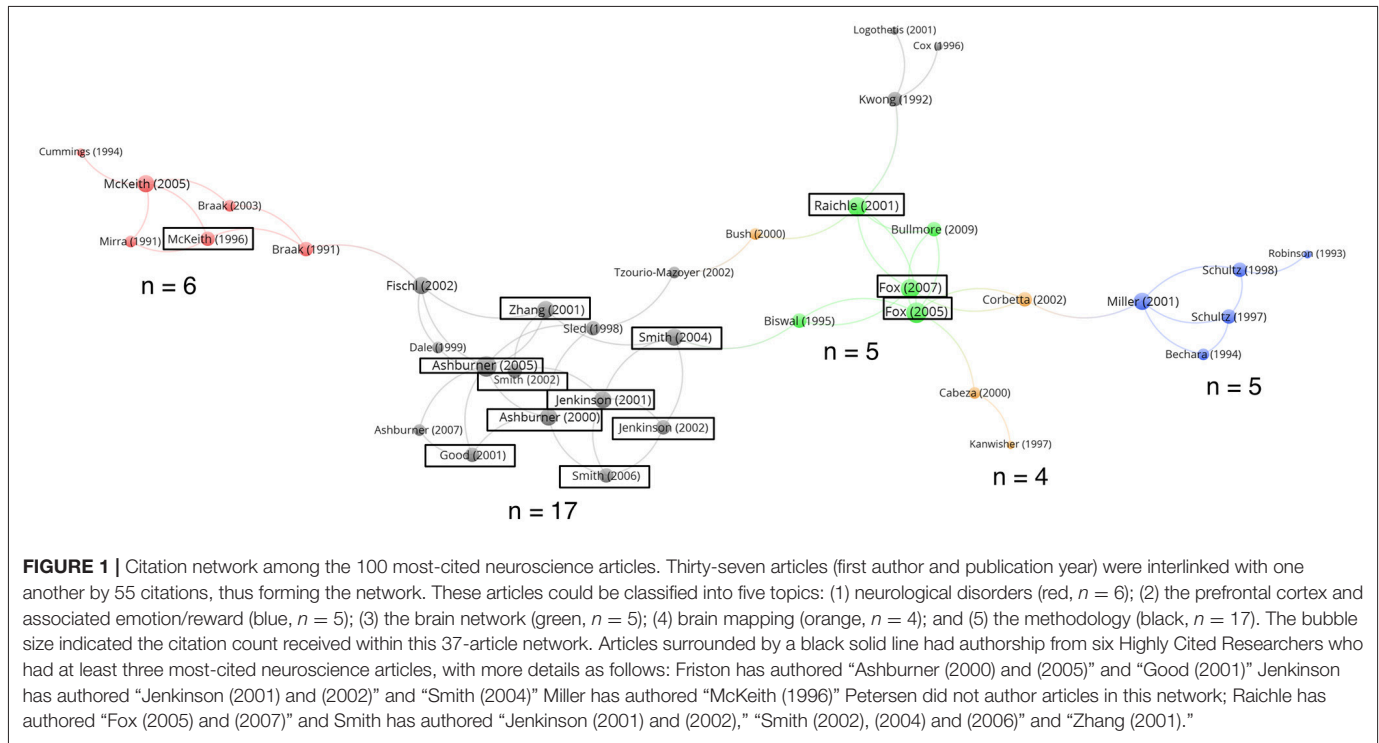 Logothetis (2001)
Cox (1996)
Kwong (1992)
Cummings (1994)
McKeith (2005)
Braak (2003)
Mirra (1991)
McKeith (1996)
Braak (1991)
n = 6
Raichle (2001)
Bullmore (2009)
Bush (2000)
Tzourio-Mazoyer (2002)
Fischl (2002)
Fox (2007)
Fox (2005)
Corbetta (2002)
Robinson (1993)
Schultz (1998)
Miller (2001)
Schultz (1997)
Bechara (1994)
n = 5
Zhang (2001)
Sled (1998)
Smith (2004)
Biswal (1995)
n = 5
Dale (1999)
Ashburner (2005)
Smith (2002)
Jenkinson (2001)
Ashburner (2000)
Jenkinson (2002)
Ashburner (2007)
Good (2001)
Smith (2006)
n = 17
Cabeza (2000)
Kanwisher (1997)
n = 4
FIGURE 1 | Citation network among the 100 most-cited neuroscience articles. Thirty-seven articles (first author and publication year) were interlinked with one
another by 55 citations, thus forming the network. These articles could be classified into five topics: (1) neurological disorders (red, n = 6); (2) the prefrontal cortex and
associated emotion/reward (blue, n = 5); (3) the brain network (green, n = 5); (4) brain mapping (orange, n = 4); and (5) the methodology (black, n = 17). The bubble
size indicated the citation count received within this 37-article network. Articles surrounded by a black solid line had authorship from six Highly Cited Researchers who
had at least three most-cited neuroscience articles, with more details as follows: Friston has authored “Ashburner (2000) and (2005)” and “Good (2001)” Jenkinson
has authored “Jenkinson (2001) and (2002)” and “Smith (2004)” Miller has authored “McKeith (1996)” Petersen did not author articles in this network; Raichle has
authored “Fox (2005) and (2007)” and Smith has authored “Jenkinson (2001) and (2002),” “Smith (2002), (2004) and (2006)” and “Zhang (2001).”